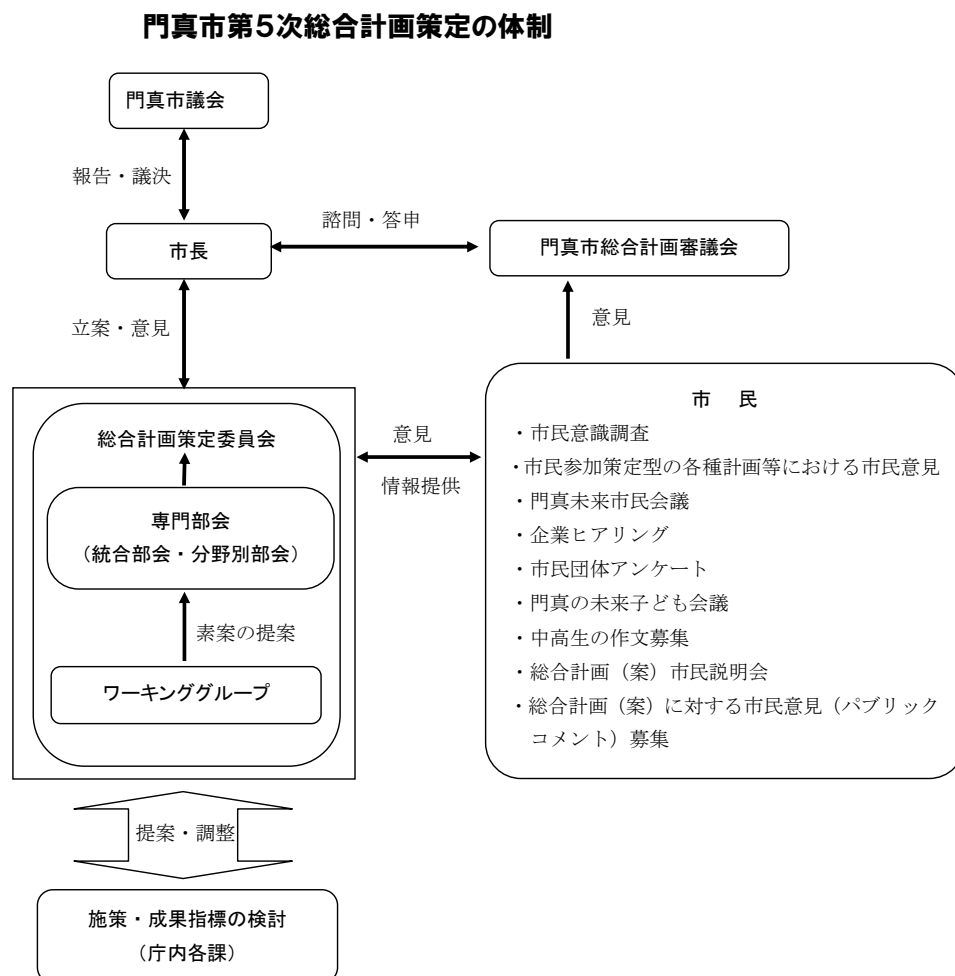 門真市第5次総合計画策定の体制
門真市議会
報告・議決
市長
諮問・答申
門真市総合計画審議会
立案・意見
意見
総合計画策定委員会
専門部会
（統合部会・分野別部会）
素案の提案
ワーキンググループ
意見
情報提供
市　民
・市民意識調査
・市民参加策定型の各種計画等における市民意見
・門真未来市民会議
・企業ヒアリング
・市民団体アンケート
・門真の未来子ども会議
・中高生の作文募集
・総合計画（案）市民説明会
・総合計画（案）に対する市民意見（パブリック
コメント）募集
提案・調整
施策・成果指標の検討
（庁内各課）